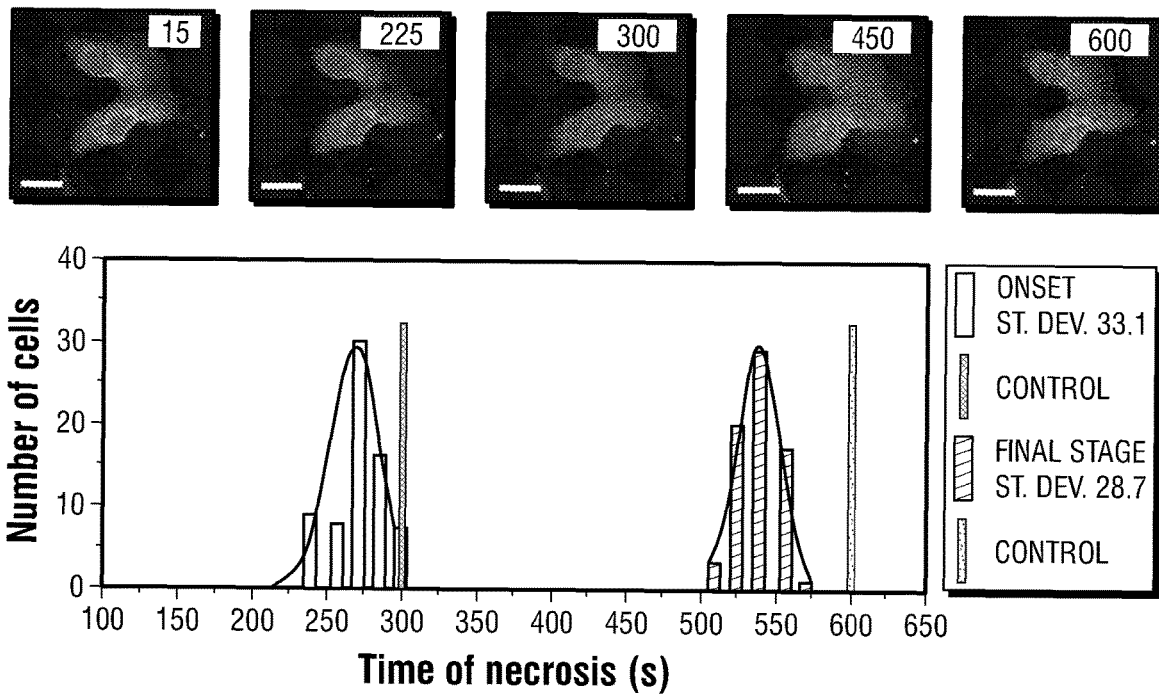 15
225
300
450
600
40
30
20
10
0
Number of cells
100 150 200 250 300 350 400 450 500 550 600 650
Time of necrosis (s)
ONSET
ST. DEV. 33.1
CONTROL
FINAL STAGE
ST. DEV. 28.7
CONTROL